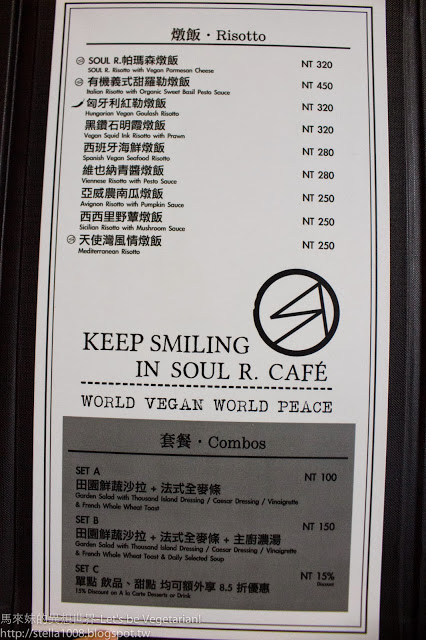 燉飯・Risotto
SOUL R.帕瑪森燉飯 NT 320
SOUL R. Risotto with Vegan Parmesan Cheese
有機義式甜羅勒燉飯 NT 450
Italian Risotto with Organic Sweet Basil Pesto Sauce
匈牙利紅勒燉飯 NT 320
Hungarian Vegan Goulash Risotto
黑鑽石明霞燉飯 NT 320
Vegan Squid Ink Risotto with Prawn
西班牙海鮮燉飯 NT 280
Spanish Vegan Seafood Risotto
維也納青醬燉飯 NT 280
Viennese Risotto with Pesto Sauce
亞威農南瓜燉飯 NT 250
Avignon Risotto with Pumpkin Sauce
西西里野蕈燉飯 NT 250
Sicilian Risotto with Mushroom Sauce
天使灣風情燉飯 NT 250
Mediterranean Risotto
KEEP SMILING
IN SOUL R. CAFÉ
WORLD VEGAN WORLD PEACE
套餐・Combos
SET A NT 100
田園鮮蔬沙拉 + 法式全麥條
Garden Salad with Thousand Island Dressing / Caesar Dressing / Vinaigrette
& French Whole Wheat Toast
SET B NT 150
田園鮮蔬沙拉 + 法式全麥條 + 主廚濃湯
Garden Salad with Thousand Island Dressing / Caesar Dressing / Vinaigrette
& French Whole Wheat Toast & Daily Selected Soup
SET C NT 15%
單點 飲品、甜點 均可額外享 8.5 折優惠 Discount
15% Discount on A la Carte Desserts or Drink
馬來妹的異想世界 Let's be Vegetarian!
http://stella1008.blogspot.tw